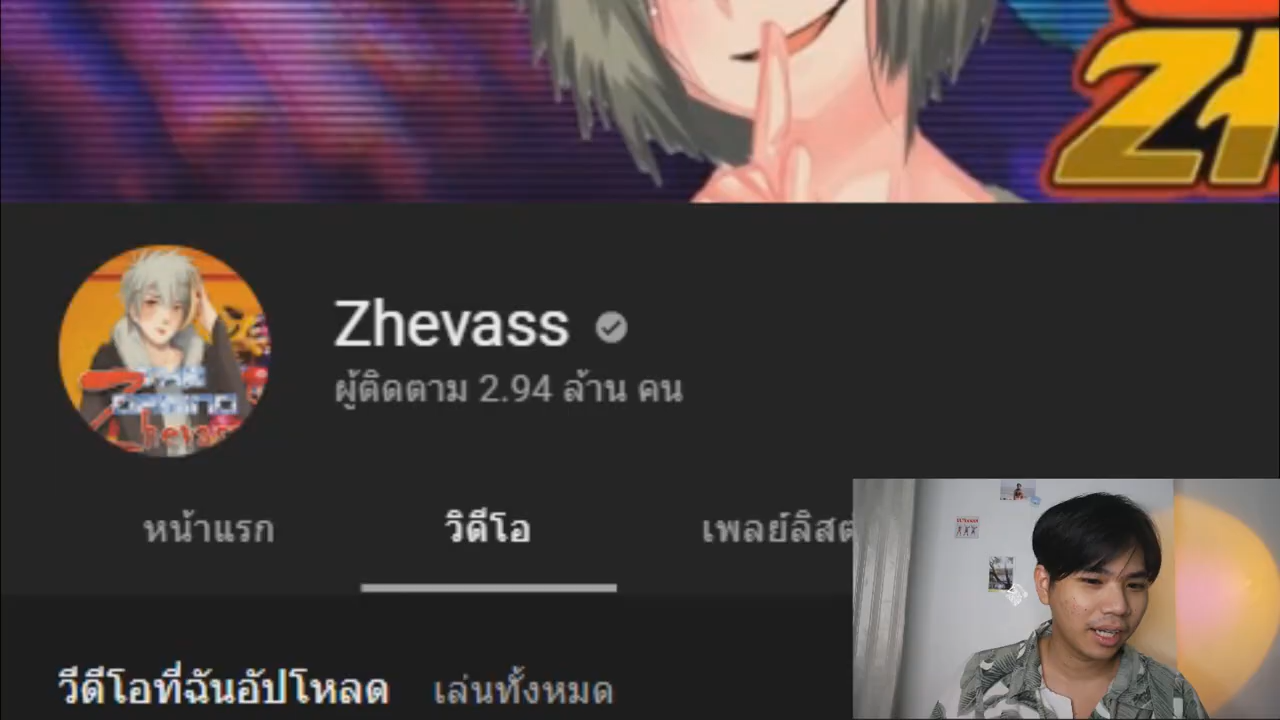 Zhevass
ผู้ติดตาม 2.94 ล้าน คน
หน้าแรก วิดีโอ เพลย์ลิสต์
วีดีโอที่ฉันอัปโหลด เล่นทั้งหมด